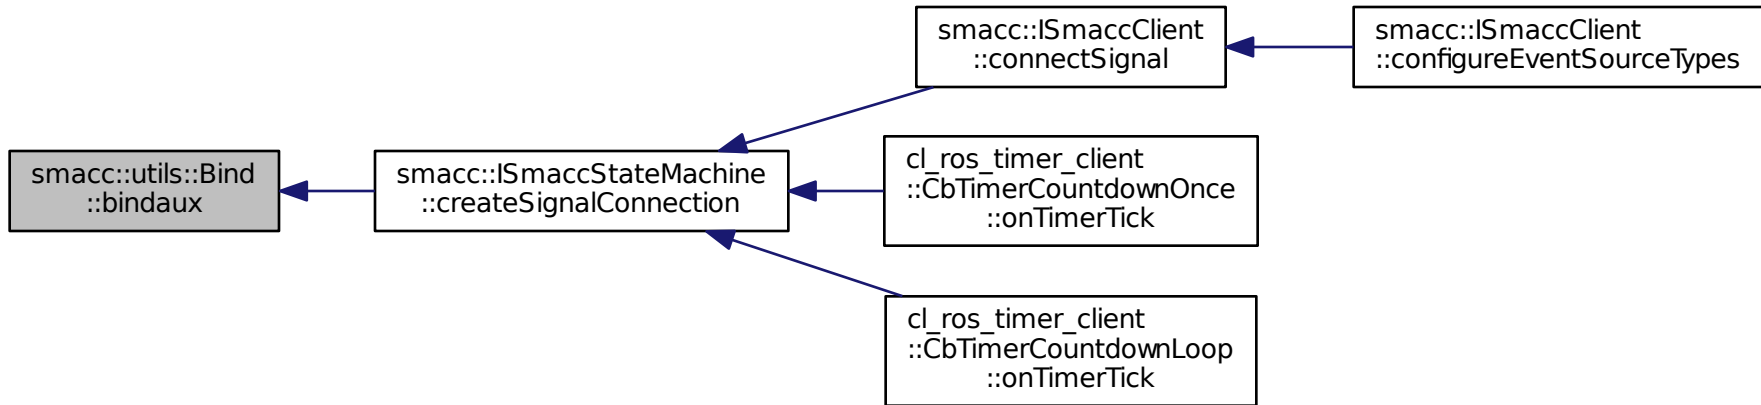 smacc::utils::Bind
::bindaux
smacc::ISmaccStateMachine
::createSignalConnection
smacc::ISmaccClient
::connectSignal
smacc::ISmaccClient
::configureEventSourceTypes
cl_ros_timer_client
::CbTimerCountdownOnce
::onTimerTick
cl_ros_timer_client
::CbTimerCountdownLoop
::onTimerTick